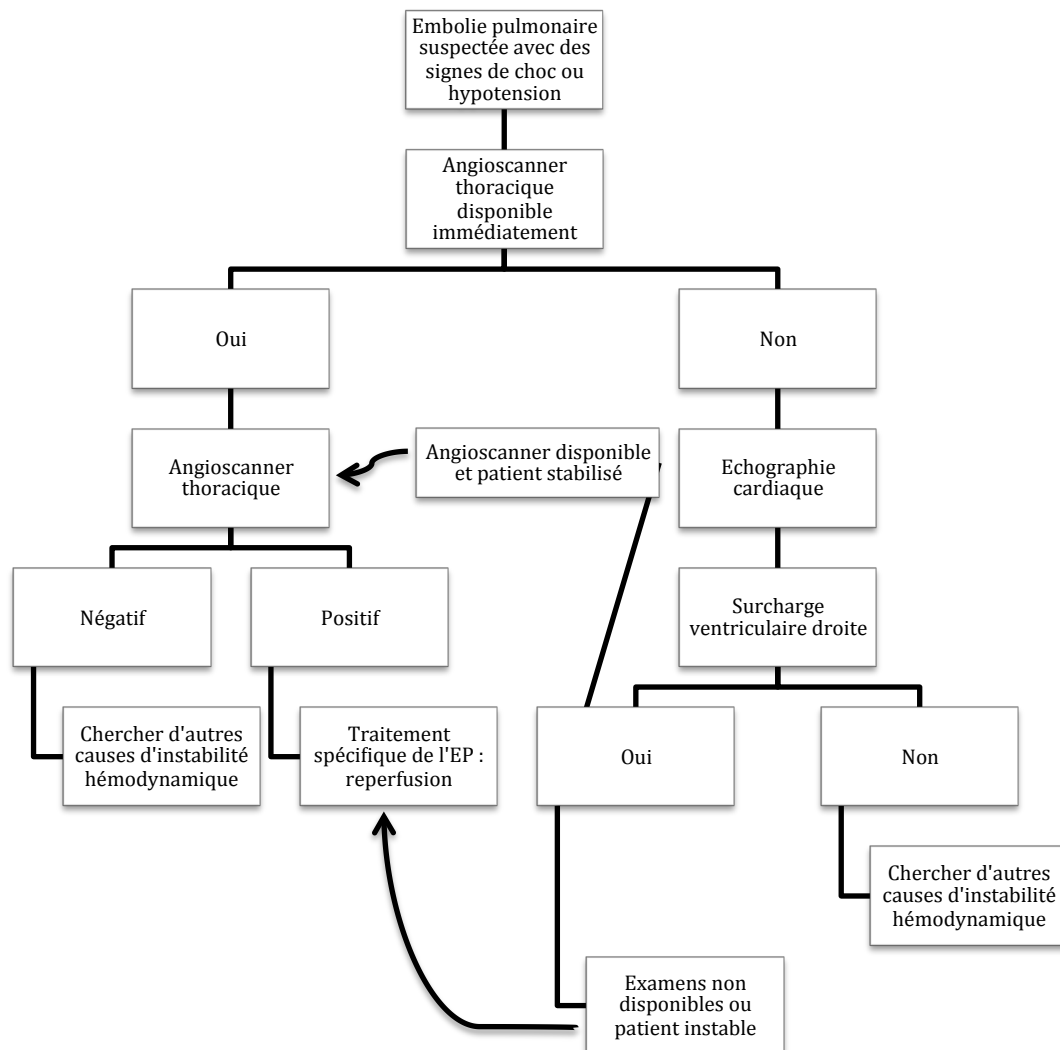 Embolie pulmonaire
suspectée avec des
signes de choc ou
hypotension
Angioscanner
thoracique
disponible
immédiatement
Oui
Non
Angioscanner
thoracique
Angioscanner disponible
et patient stabilisé
Echographie
cardiaque
Négatif
Positif
Surcharge
ventriculaire droite
Chercher d'autres
causes d'instabilité
hémodynamique
Traitement
spécifique de l'EP :
reperfusion
Oui
Non
Chercher d'autres
causes d'instabilité
hémodynamique
Examens non
disponibles ou
patient instable